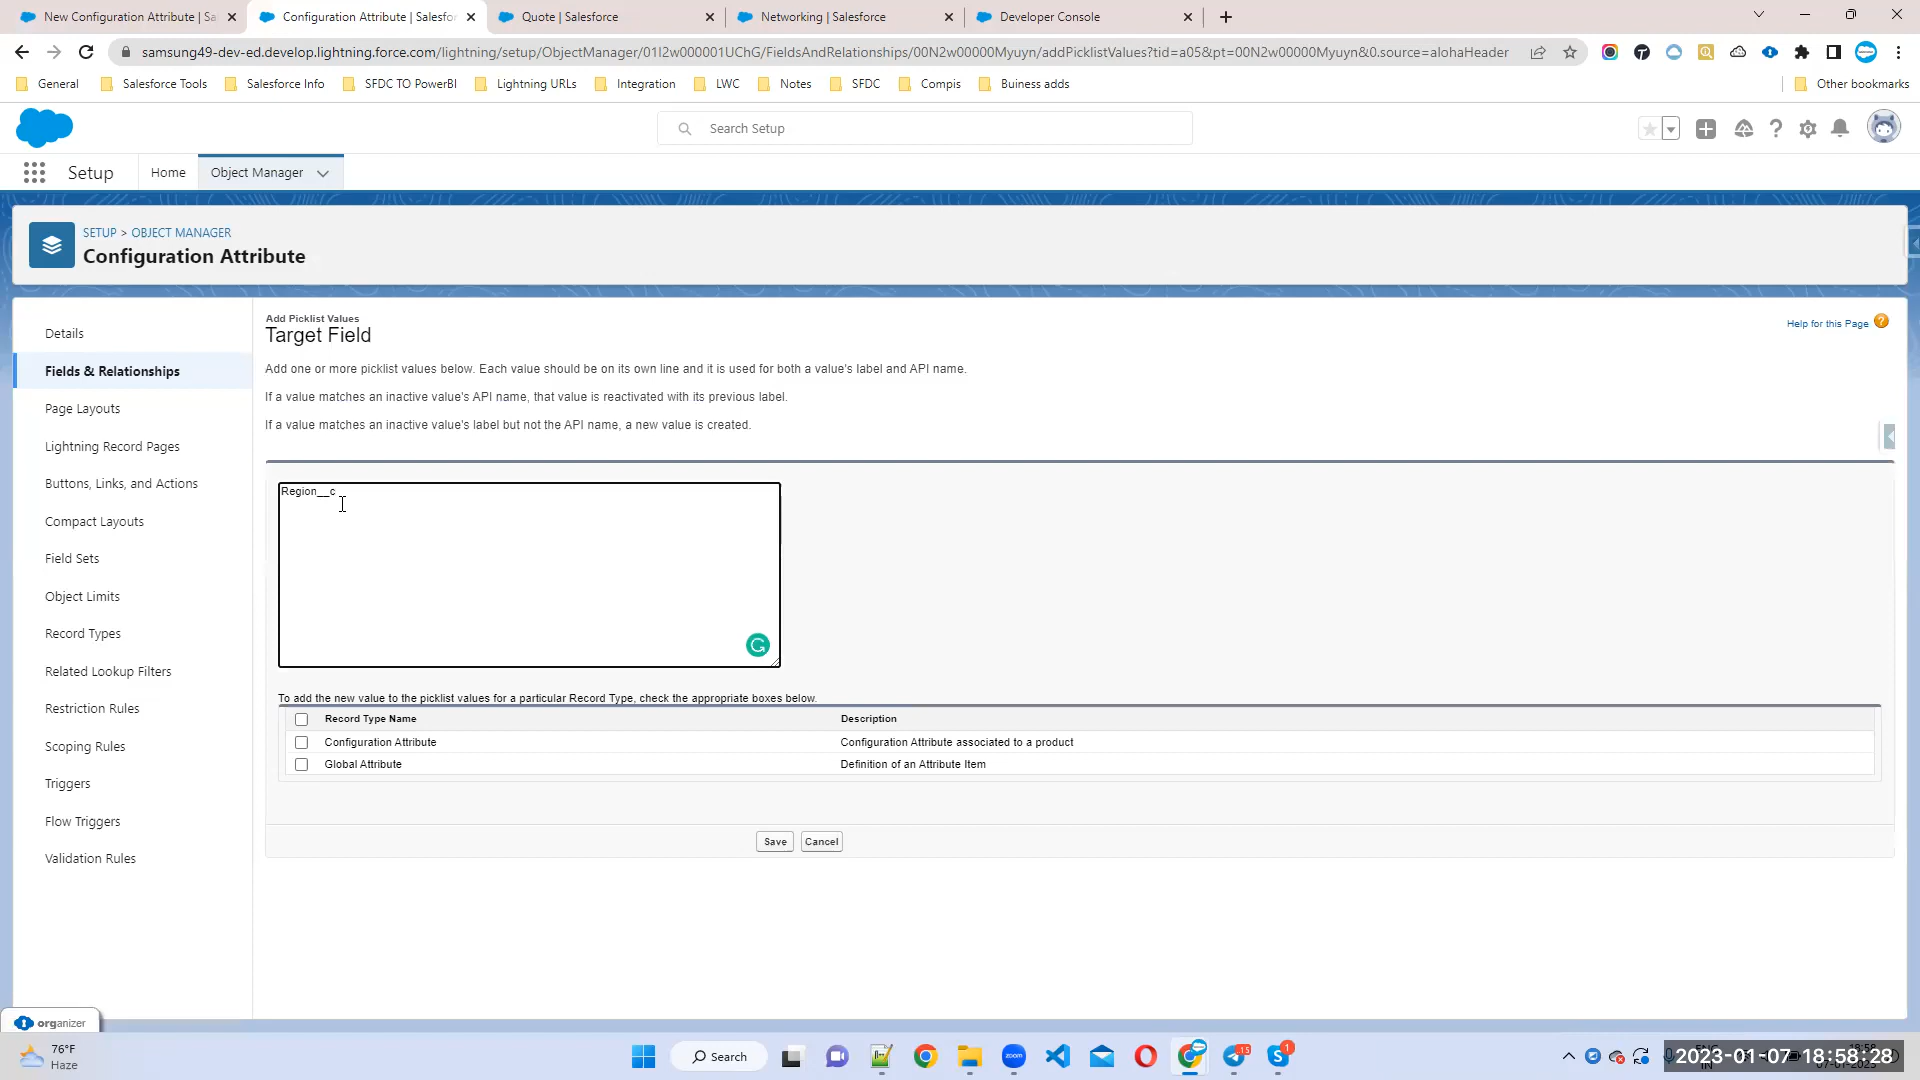 New Configuration Attribute | Sa
Configuration Attribute | Salesfor
Quote | Salesforce
Networking | Salesforce
Developer Console
samsung49-dev-ed.develop.lightning.force.com/lightning/setup/ObjectManager/01I2w000001UChG/FieldsAndRelationships/00N2w00000Myuyn/addPicklistValues?tid=a05&pt=00N2w00000Myuyn&0.source=alohaHeader
General
Salesforce Tools
Salesforce Info
SFDC TO PowerBI
Lightning URLs
Integration
LWC
Notes
SFDC
Compis
Buiness adds
Other bookmarks
Search Setup
Setup
Home
Object Manager
SETUP > OBJECT MANAGER
Configuration Attribute
Details
Fields & Relationships
Page Layouts
Lightning Record Pages
Buttons, Links, and Actions
Compact Layouts
Field Sets
Object Limits
Record Types
Related Lookup Filters
Restriction Rules
Scoping Rules
Triggers
Flow Triggers
Validation Rules
Add Picklist Values
Target Field
Help for this Page
Add one or more picklist values below. Each value should be on its own line and it is used for both a value's label and API name.
If a value matches an inactive value's API name, that value is reactivated with its previous label.
If a value matches an inactive value's label but not the API name, a new value is created.
Region__c
To add the new value to the picklist values for a particular Record Type, check the appropriate boxes below.
Record Type Name Description
Configuration Attribute Configuration Attribute associated to a product
Global Attribute Definition of an Attribute Item
Save Cancel
organizer
76°F
Haze
Search
zoom
15
1
2023-01-07 18:58:28